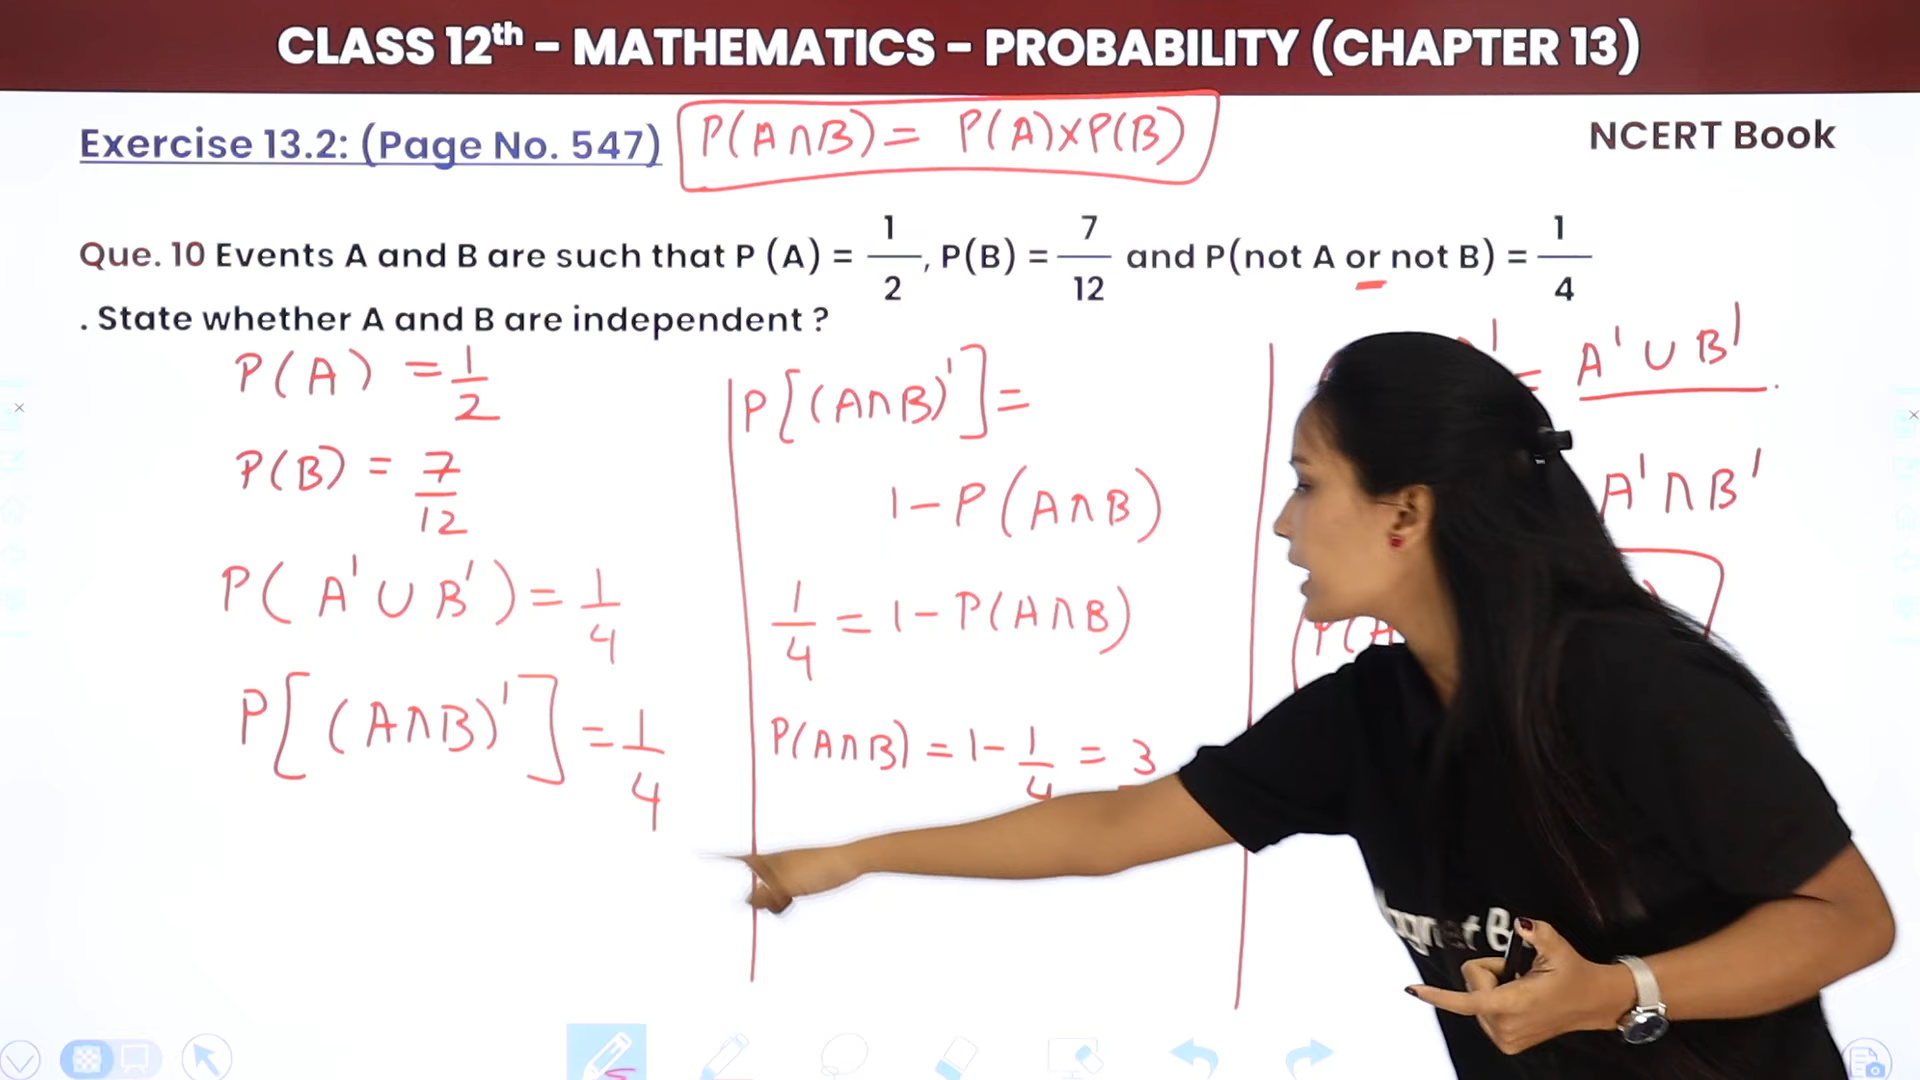 CLASS 12th - MATHEMATICS - PROBABILITY (CHAPTER 13)
Exercise 13.2: (Page No. 547)
P(A∩B) = P(A)×P(B)
NCERT Book
Que. 10 Events A and B are such that P (A) = 1/2, P(B) = 7/12 and P(not A or not B) = 1/4
. State whether A and B are independent ?
P(A) = 1/2
P(B) = 7/12
P(A' ∪ B') = 1/4
P[(A∩B)'] = 1/4
P[(A∩B)'] =
1 - P(A∩B)
1/4 = 1 - P(A∩B)
P(A∩B) = 1 - 1/4 = 3
= A' ∪ B'
A' ∩ B'
P(A